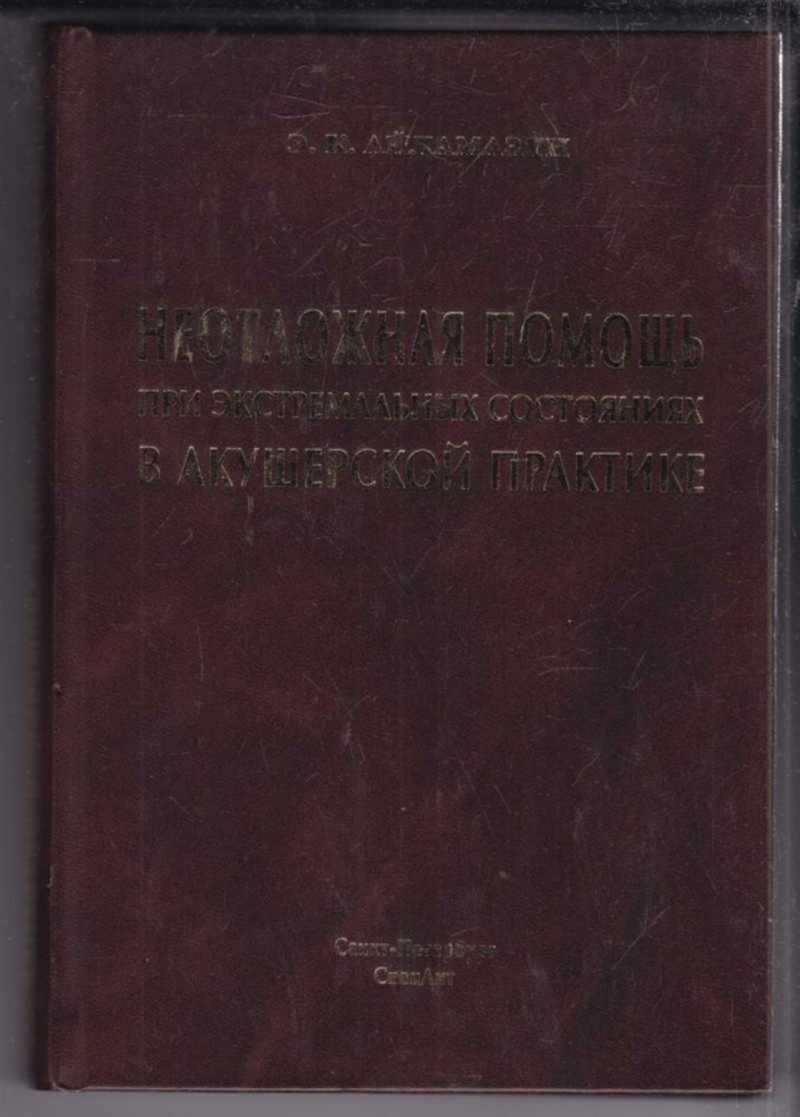 Э. К. АЙЛАМАЗЯН
НЕОТЛОЖНАЯ ПОМОЩЬ
ПРИ ЭКСТРЕМАЛЬНЫХ СОСТОЯНИЯХ
В АКУШЕРСКОЙ ПРАКТИКЕ
Санкт-Петербург
СпецЛит